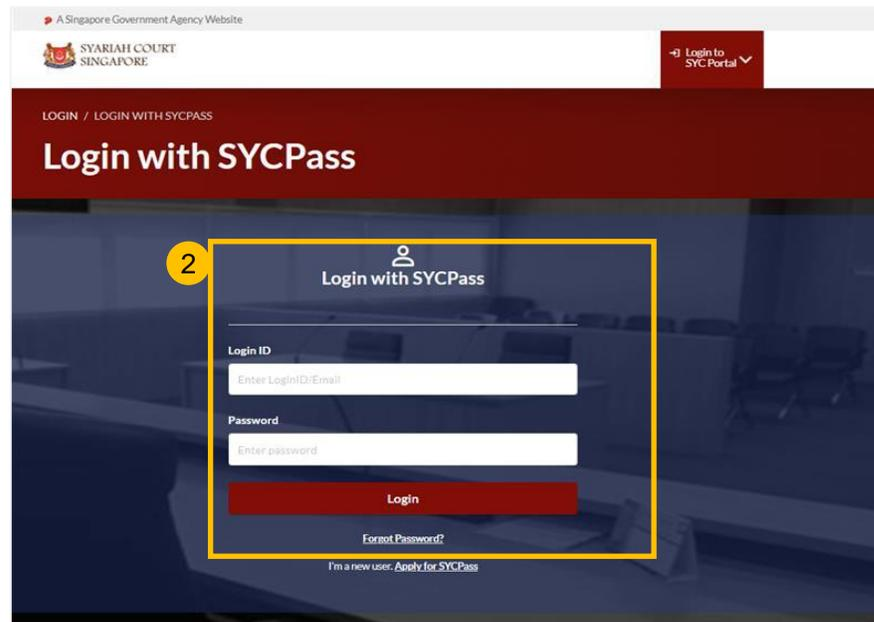 A Singapore Government Agency Website
SYARIAH COURT
SINGAPORE
Login to
SYC Portal
LOGIN / LOGIN WITH SYCPASS
Login with SYCPass
2
Login with SYCPass
Login ID
Enter LoginID/Email
Password
Enter password
Login
Forgot Password?
I'm a new user. Apply for SYCPass